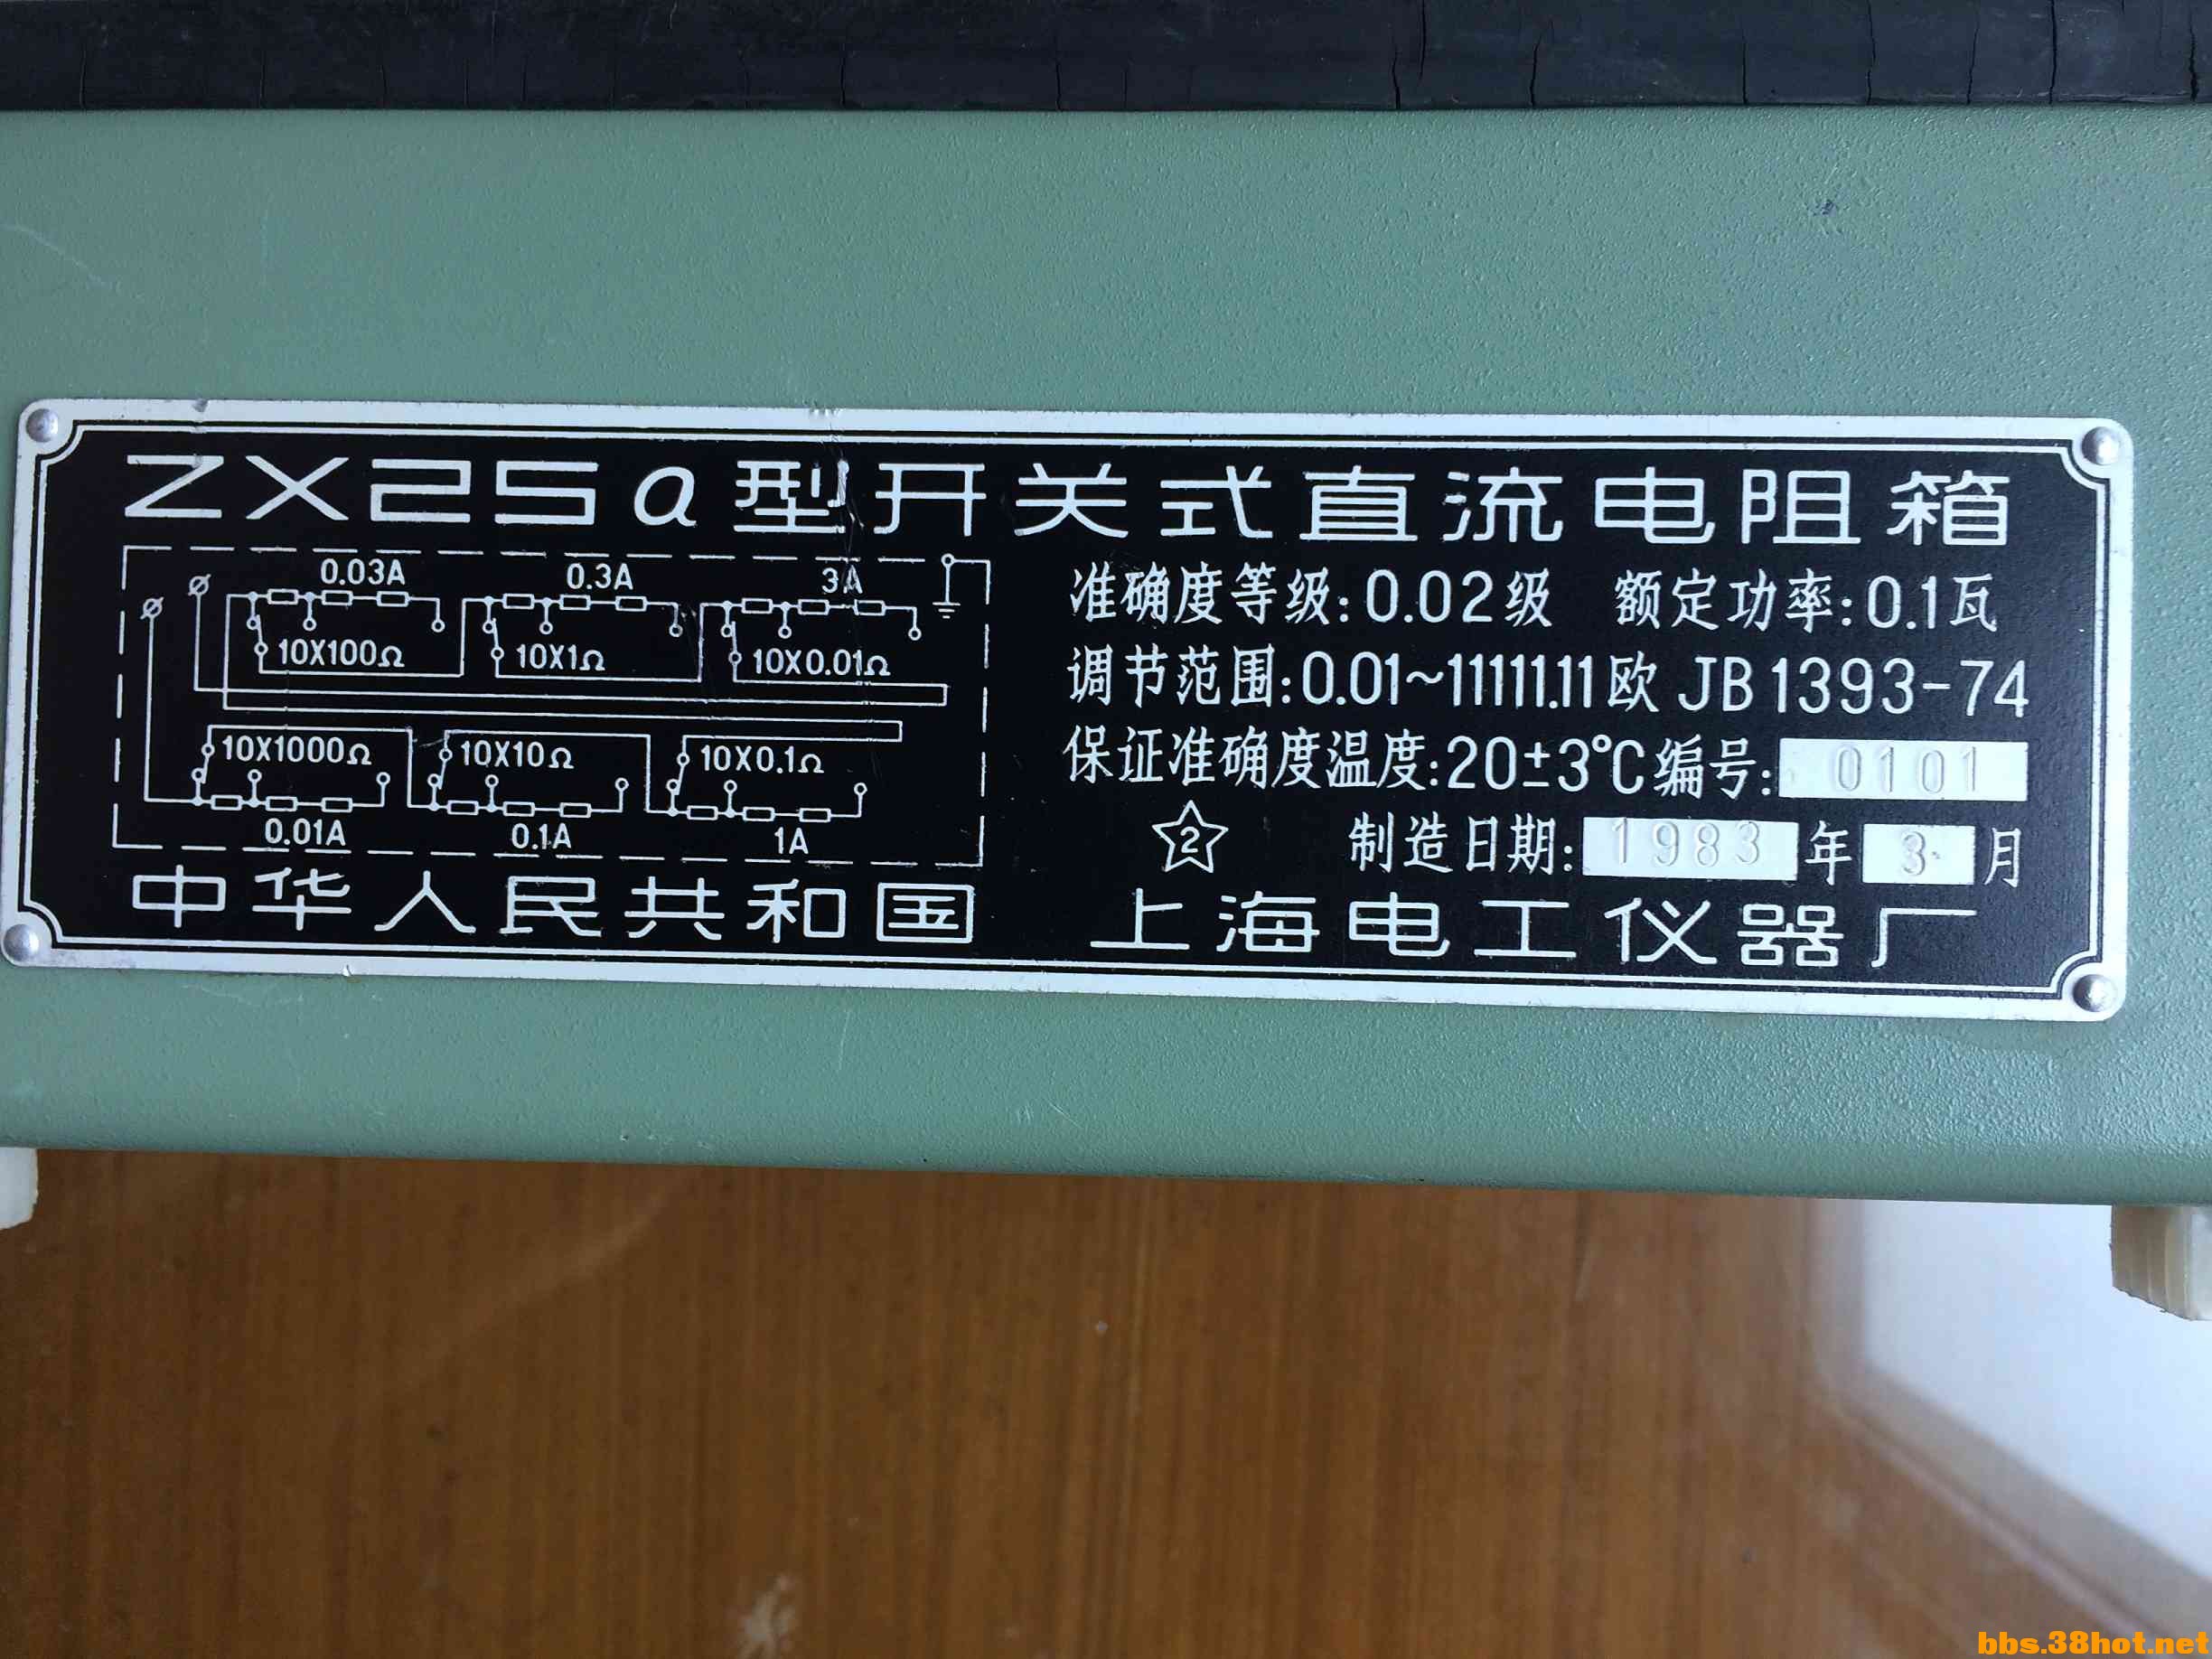 ZX25a型开关式直流电阻箱
0.03A 0.3A 3A
10X100Ω 10X1Ω 10X0.01Ω
10X1000Ω 10X10Ω 10X0.1Ω
0.01A 0.1A 1A
准确度等级:0.02级 额定功率:0.1瓦
调节范围:0.01~11111.11欧 JB1393-74
保证准确度温度:20±3℃ 编号:0101
2 制造日期:1983年3月
中华人民共和国 上海电工仪器厂
bbs.38hot.net